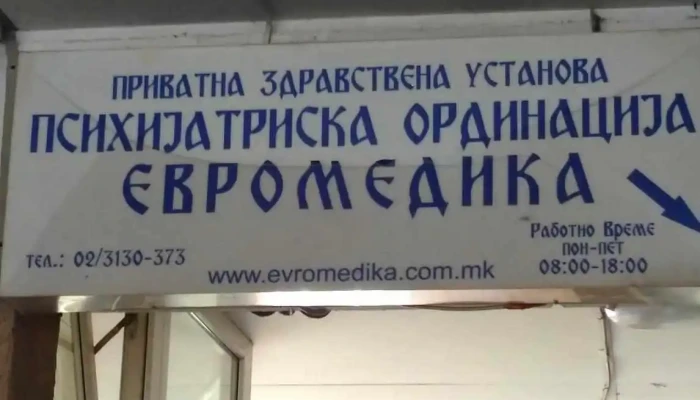 ПРИВАТНА ЗДРАВСТВЕНА УСТАНОВА
ПСИХИЈАТРИСКА ОРДИНАЦИЈА
ЕВРОМЕДИКА
Работно Време
ПОН-ПЕТ
08:00-18:00
ТЕЛ.: 02/3130-373
www.evromedika.com.mk